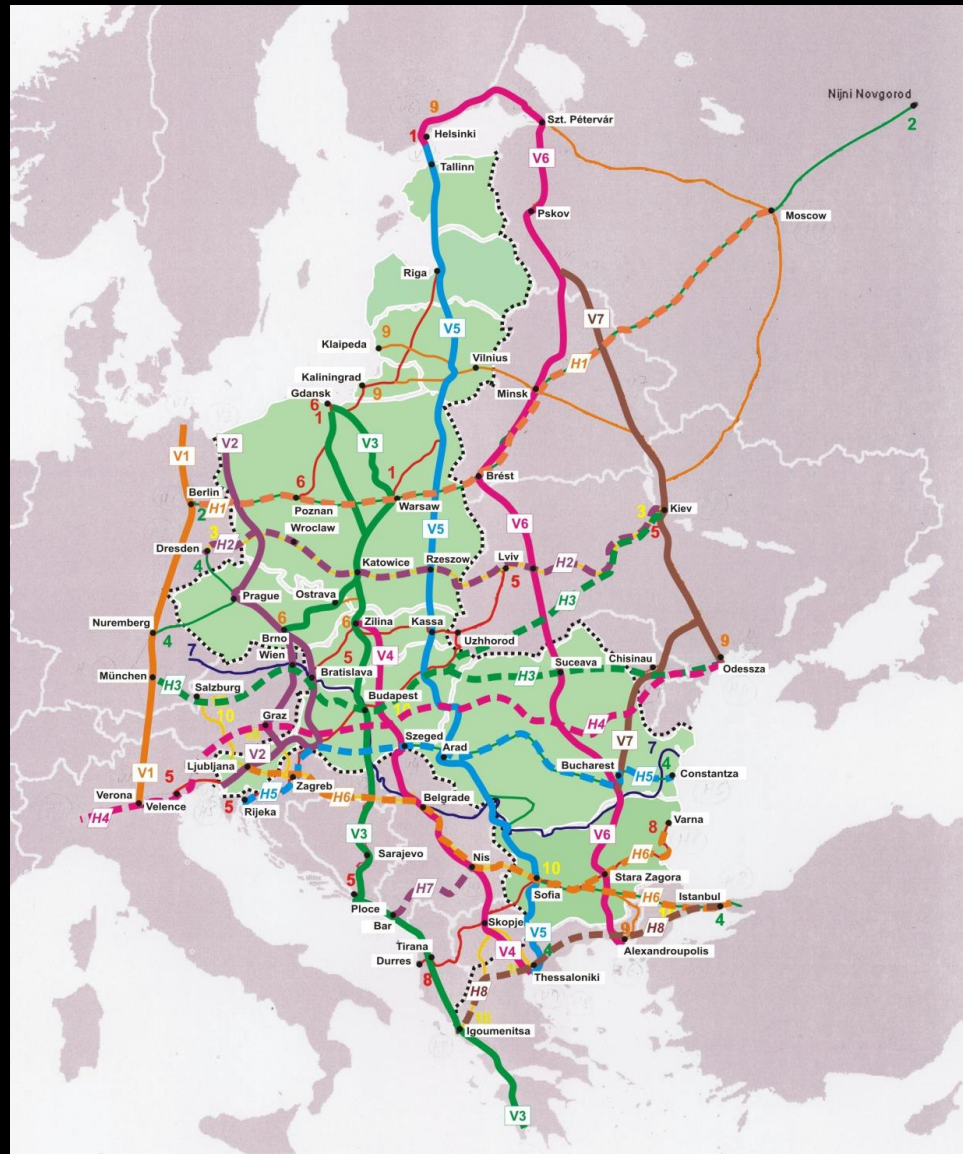 Nijni Novgorod
2
9
Szt. Pétervár
1
Helsinki
Tallinn
V6
Pskov
Moscow
Riga
V5
V7
9
Klaipeda
Vilnius
H1
Kaliningrad
9
Minsk
Gdansk
6
1
V2
V3
V1
1
Brést
6
Berlin
H1
2
Poznan
Warsaw
Kiev
3
5
V6
3
Wroclaw
V5
Dresden
H2
4
Katowice
Rzeszow
Lviv
H2
5
Prague
Ostrava
H3
Nuremberg
4
6
Brno
6
Zilina
Kassa
Uzhhorod
9
7
Wien
5
V4
Chisinau
Odessza
München
H3
Salzburg
Bratislava
Suceava
H3
10
Budapest
10
Graz
H4
V2
Szeged
Arad
V7
7
4
Ljubljana
Bucharest
H5
Constantza
V1
5
Zagreb
Verona
Velence
H5
H6
Belgrade
H4
5
Rijeka
V3
V6
8
Varna
Sarajevo
Nis
10
H6
5
Stara Zagora
Ploce
H7
Sofia
H6
Istanbul
Bar
Skopje
V5
9
H8
4
Tirana
V4
4
Alexandroupolis
Durres
8
Thessaloniki
H8
10
Igoumenitsa
V3